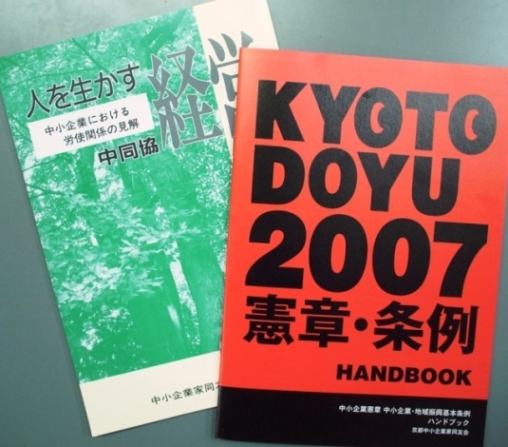 人を生かす
経営
中小企業における
労使関係の見解
中同協
中小企業家同友
KYOTO
DOYU
2007
憲章・条例
HANDBOOK
中小企業憲章 中小企業・地域振興基本条例
ハンドブック
京都中小企業家同友会